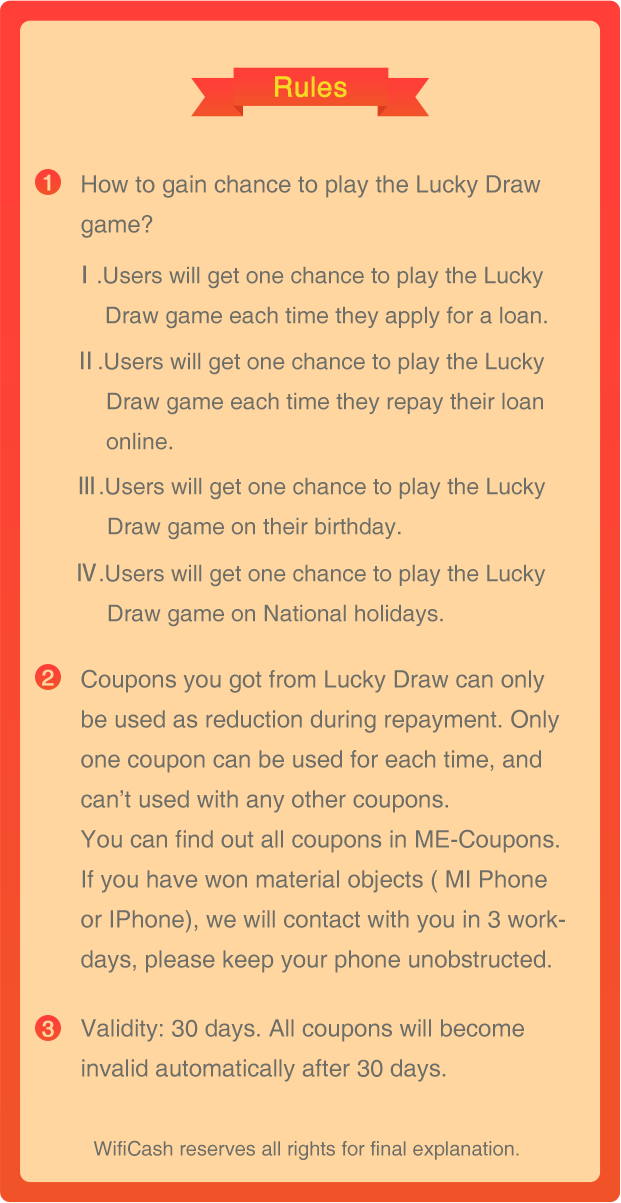 Rules
1 How to gain chance to play the Lucky Draw
game?
Ⅰ.Users will get one chance to play the Lucky
Draw game each time they apply for a loan.
Ⅱ.Users will get one chance to play the Lucky
Draw game each time they repay their loan
online.
Ⅲ.Users will get one chance to play the Lucky
Draw game on their birthday.
Ⅳ.Users will get one chance to play the Lucky
Draw game on National holidays.
2 Coupons you got from Lucky Draw can only
be used as reduction during repayment. Only
one coupon can be used for each time, and
can’t used with any other coupons.
You can find out all coupons in ME-Coupons.
If you have won material objects ( MI Phone
or IPhone), we will contact with you in 3 work-
days, please keep your phone unobstructed.
3 Validity: 30 days. All coupons will become
invalid automatically after 30 days.
WifiCash reserves all rights for final explanation.